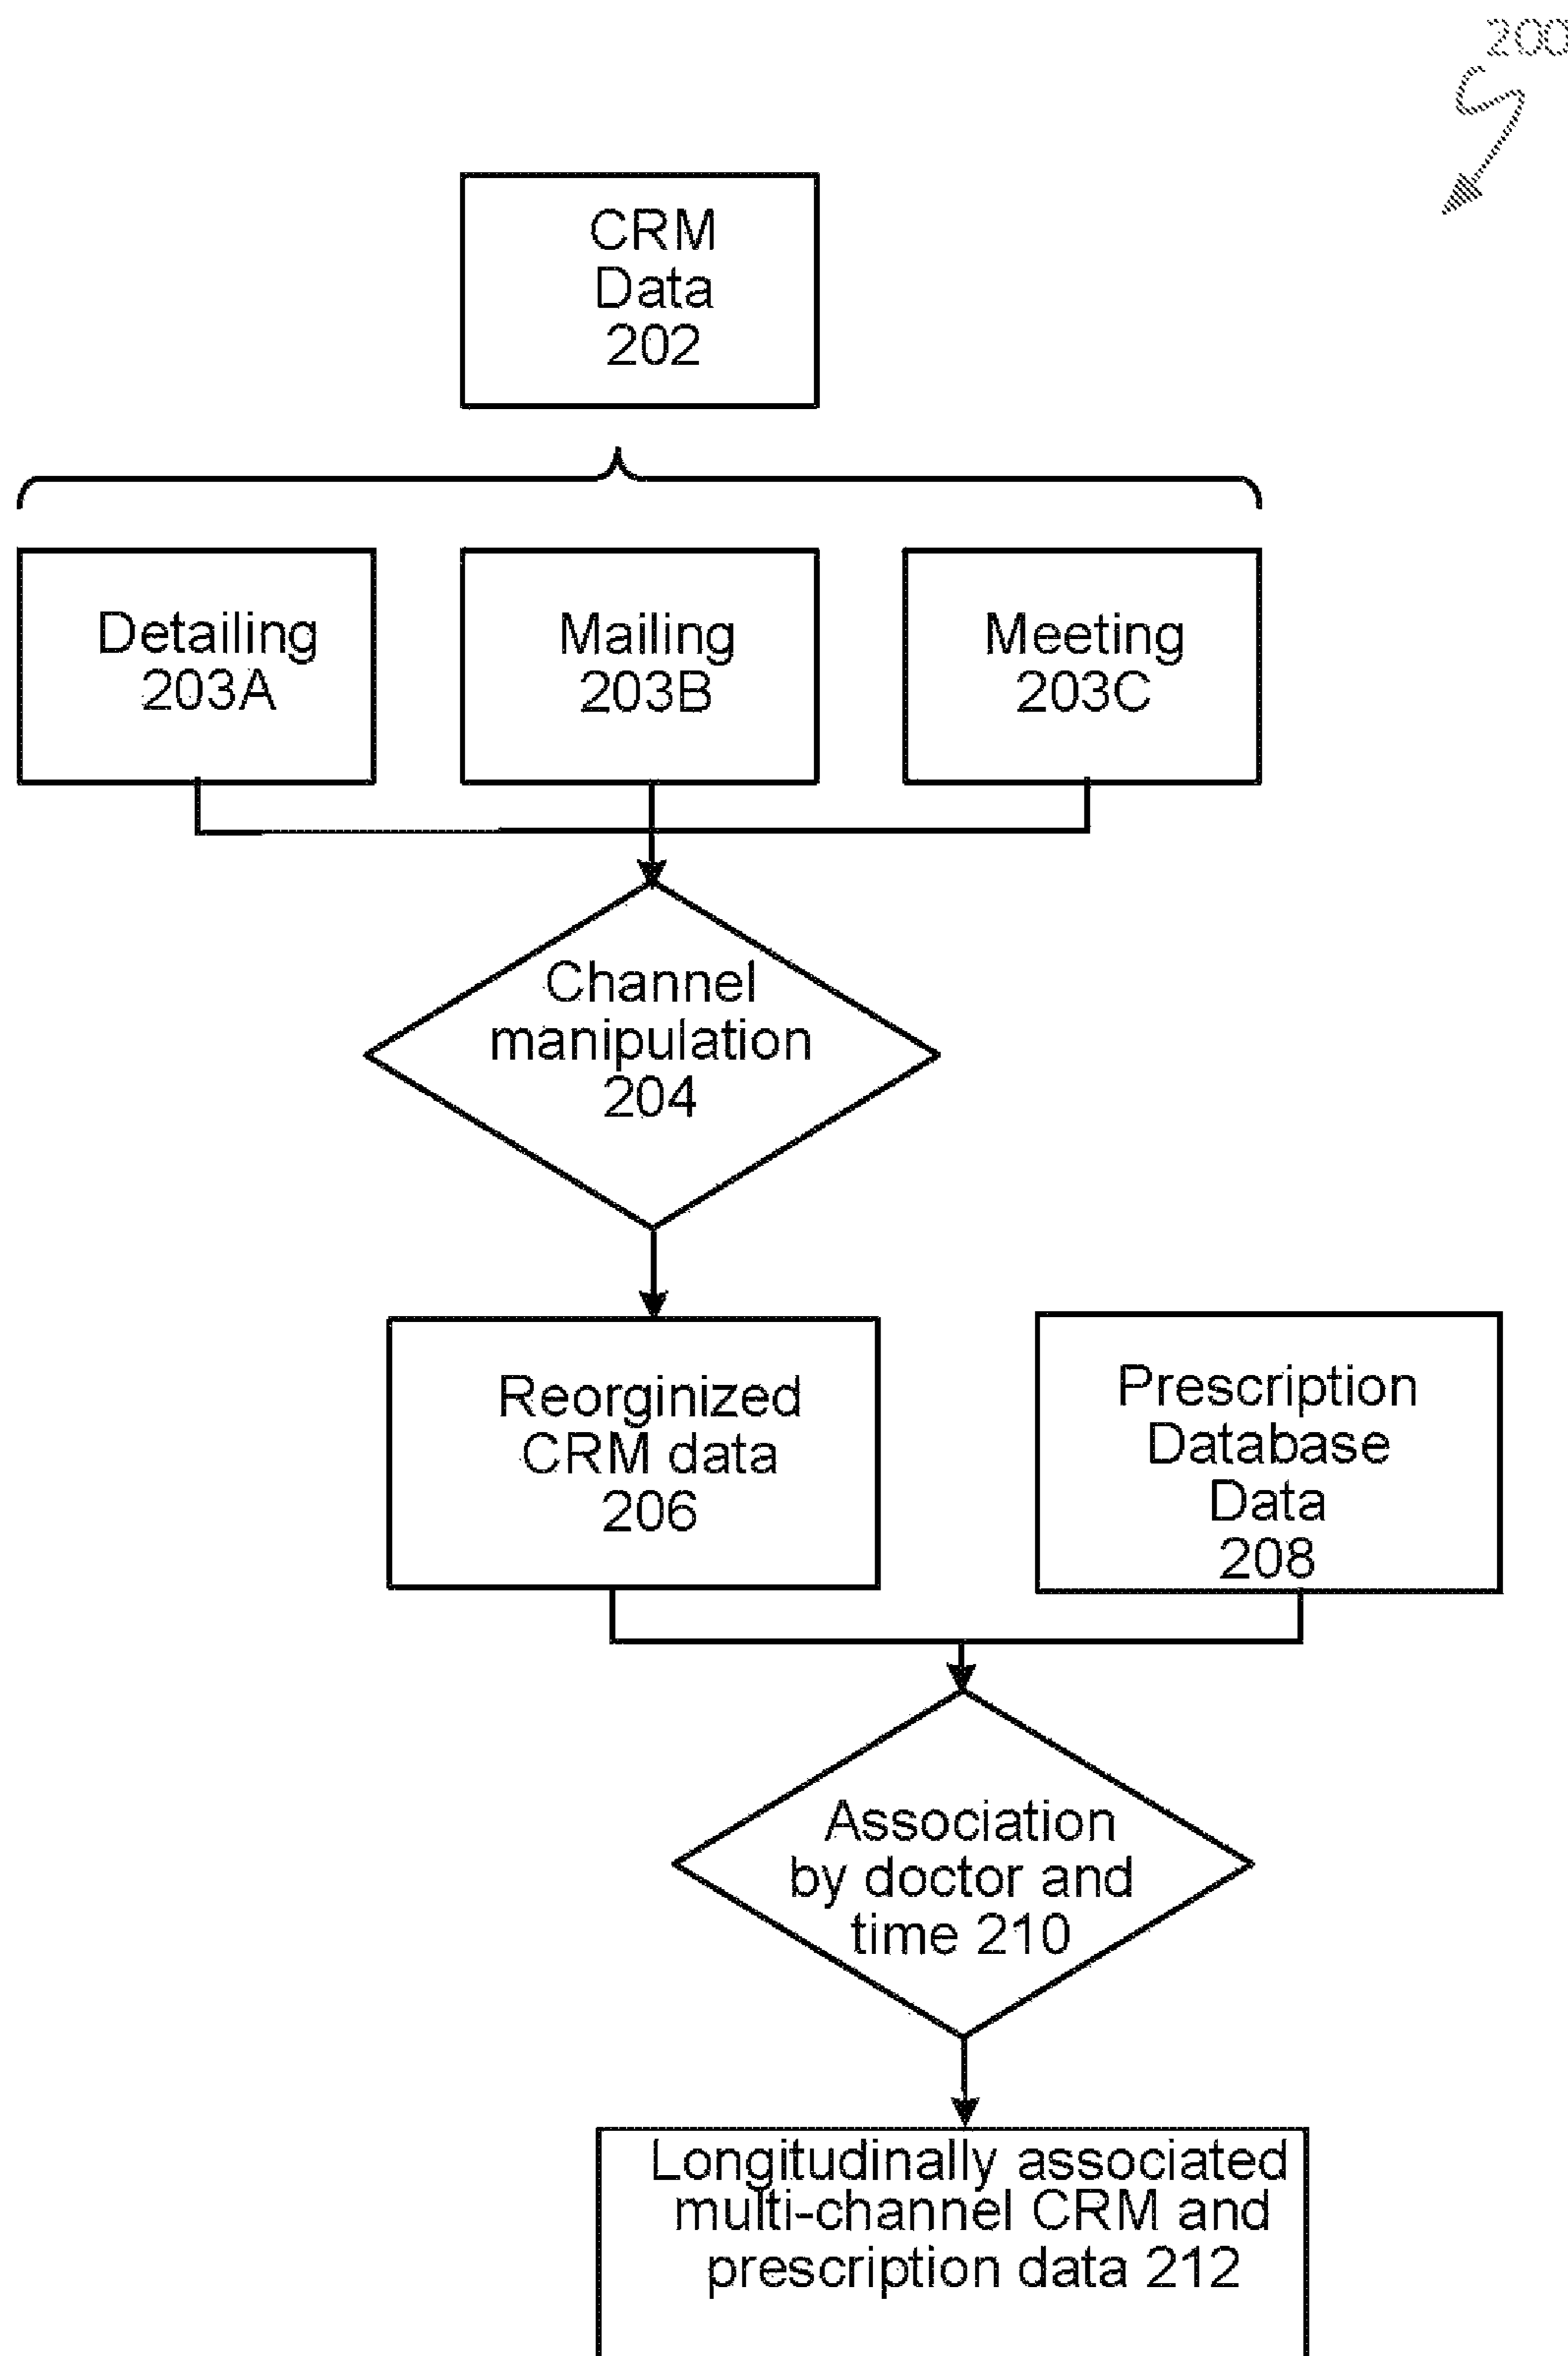 200
CRM
Data
202
Detailing
203A
Mailing
203B
Meeting
203C
Channel
manipulation
204
Reorginized
CRM data
206
Prescription
Database
Data
208
Association
by doctor and
time 210
Longitudinally associated
multi-channel CRM and
prescription data 212